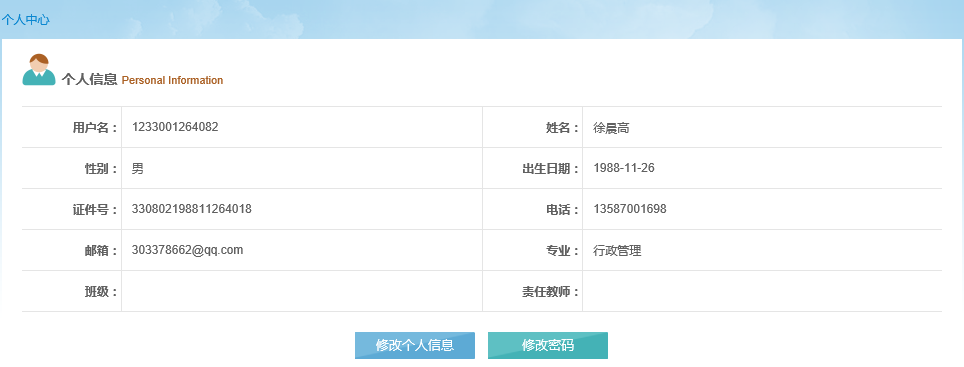 个人中心
个人信息 Personal Information
用户名： 1233001264082 姓名： 徐晨高
性别： 男 出生日期： 1988-11-26
证件号： 330802198811264018 电话： 13587001698
邮箱： 303378662@qq.com 专业： 行政管理
班级： 责任教师：
修改个人信息 修改密码